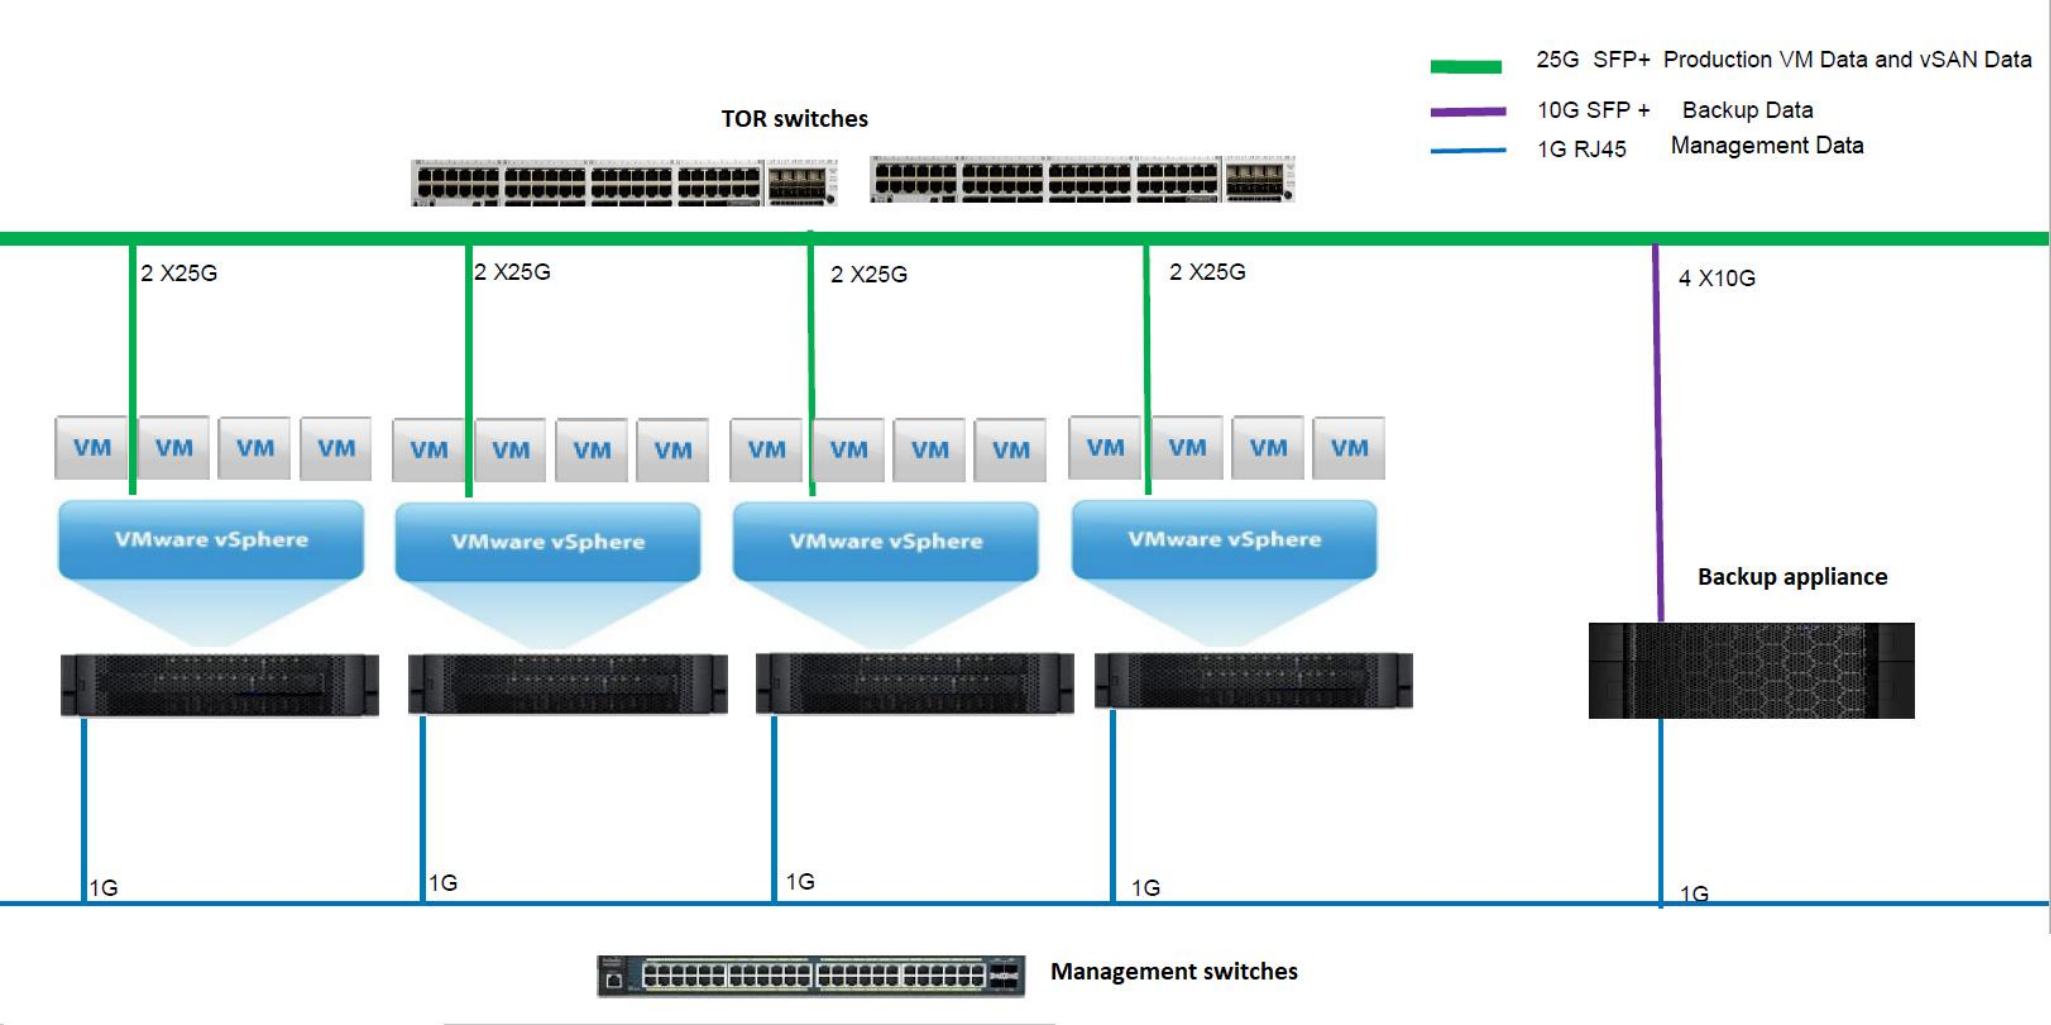 25G SFP+ Production VM Data and vSAN Data
10G SFP + Backup Data
1G RJ45 Management Data
TOR switches
2 X25G
2 X25G
2 X25G
2 X25G
4 X10G
VM VM VM VM
VM VM VM VM
VM VM VM VM
VM VM VM VM
VMware vSphere
VMware vSphere
VMware vSphere
VMware vSphere
Backup appliance
1G
1G
1G
1G
1G
Management switches